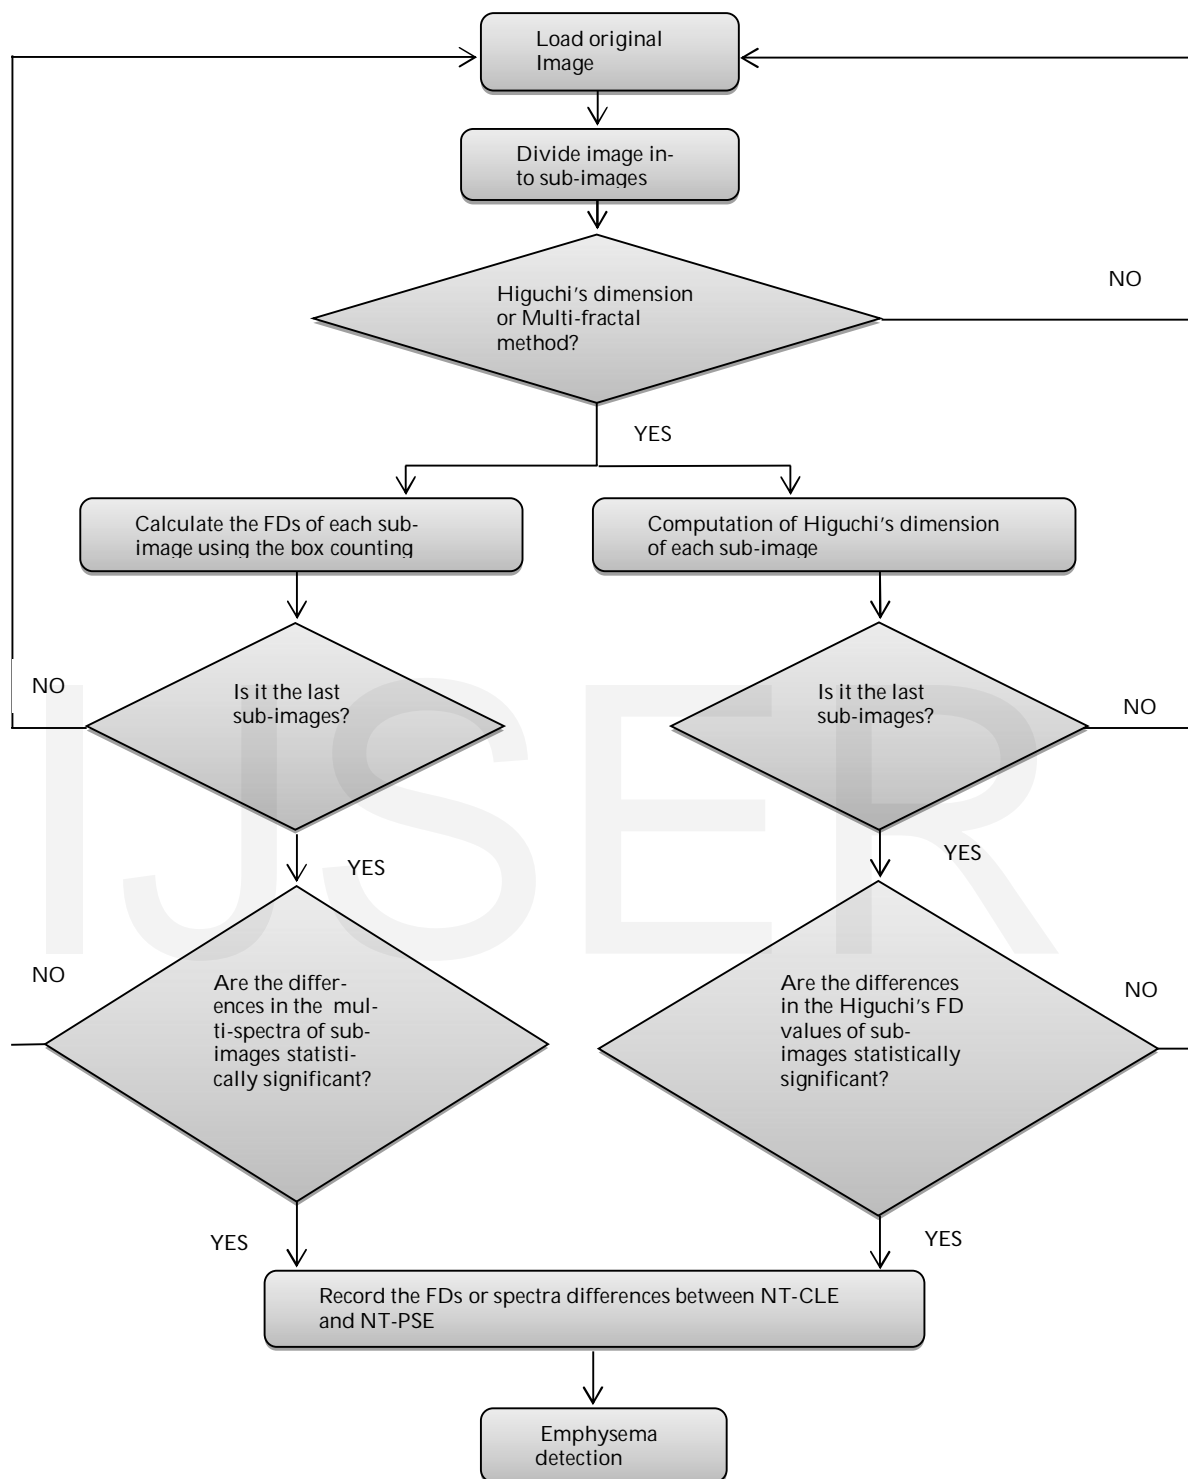 Load original
Image
Divide image in-
to sub-images
Higuchi's dimension
or Multi-fractal
method?
NO
YES
Calculate the FDs of each sub-
image using the box counting
Computation of Higuchi's dimension
of each sub-image
Is it the last
sub-images?
NO
Is it the last
sub-images?
NO
YES
YES
Are the differ-
ences in the mul-
ti-spectra of sub-
images statisti-
cally significant?
NO
Are the differences
in the Higuchi's FD
values of sub-
images statistically
significant?
NO
YES
YES
Record the FDs or spectra differences between NT-CLE
and NT-PSE
Emphysema
detection
IJSER